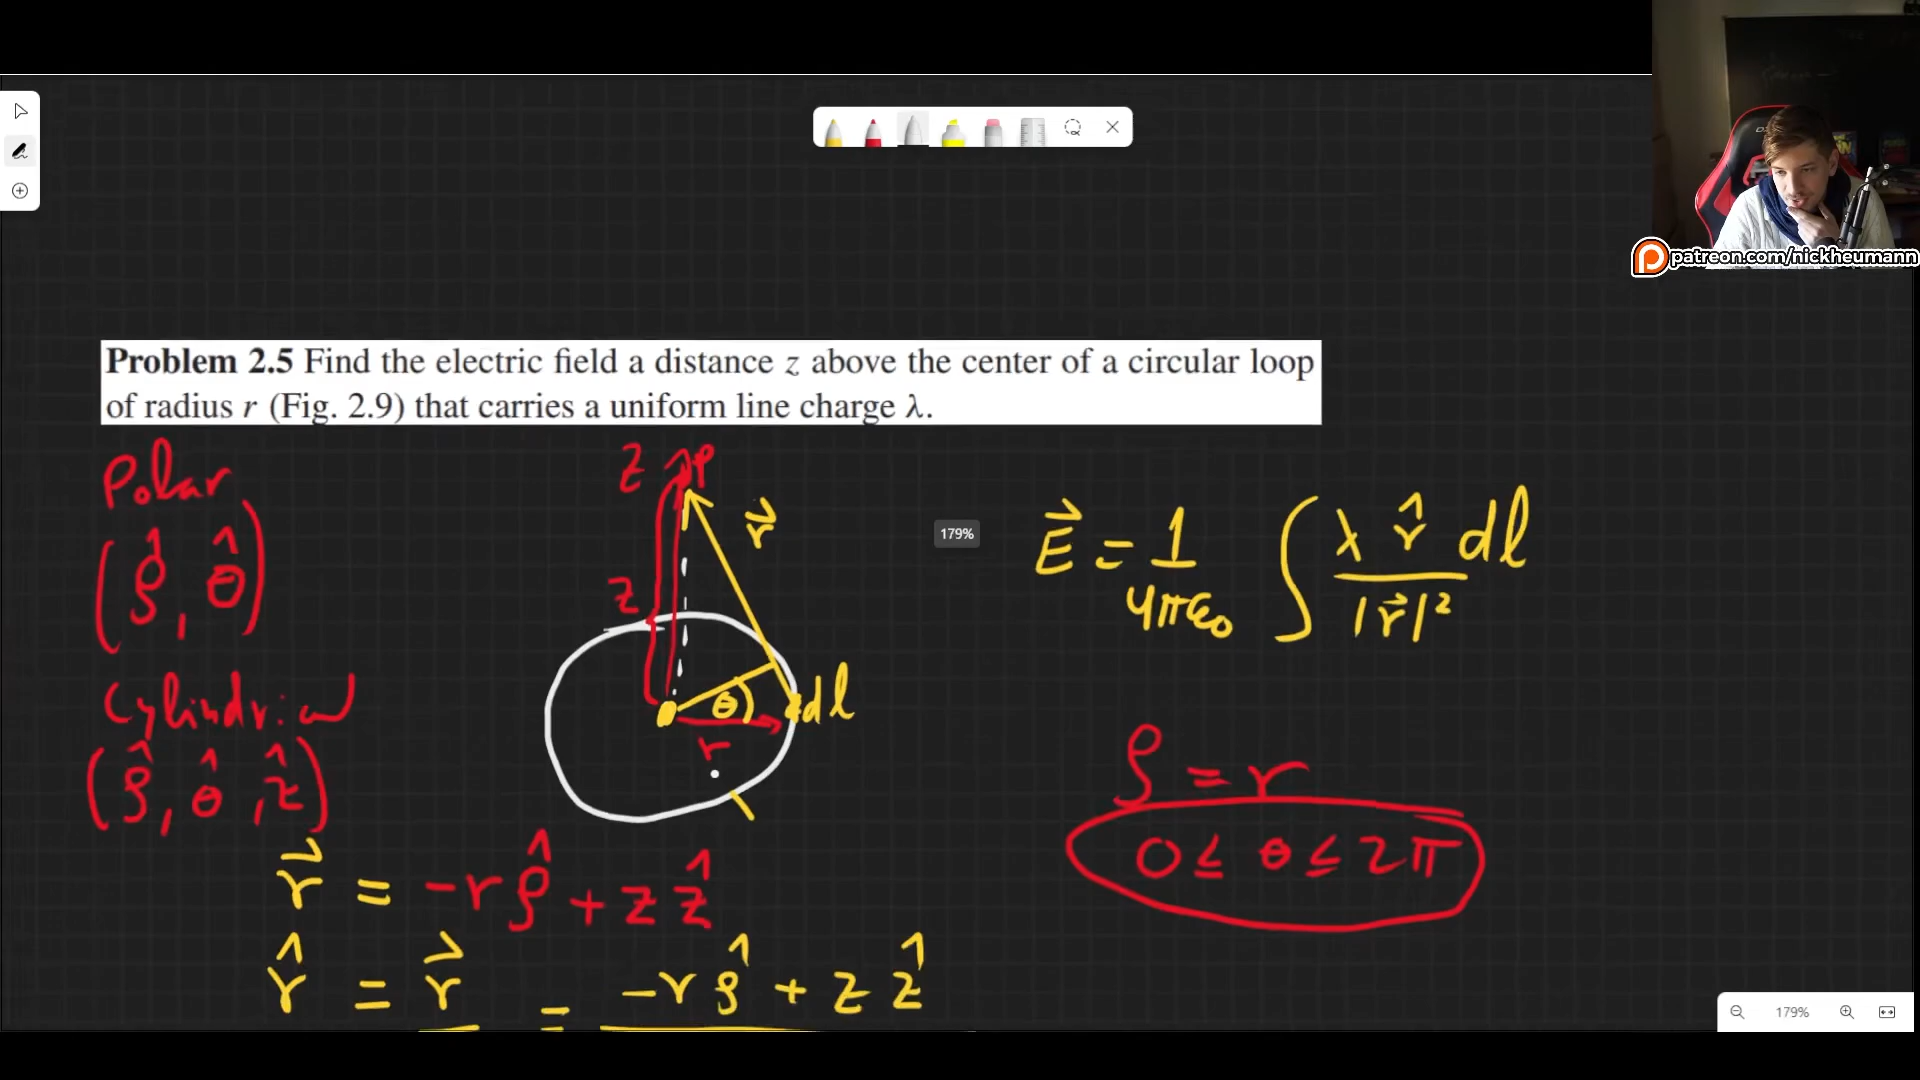 patreon.com/nickheumann
Problem 2.5 Find the electric field a distance z above the center of a circular loop
of radius r (Fig. 2.9) that carries a uniform line charge λ.
Polar
(ρ̂, θ̂)
Cylindrical
(ρ̂, θ̂, ẑ)
z P
r⃗
z
θ
dl
r
179%
E⃗ = 1/4πε₀ ∫ λ r̂ dl / |r⃗|²
ρ = r
0 ≤ θ ≤ 2π
r⃗ = -rρ̂ + z ẑ
r̂ = r⃗ = -r ρ̂ + z ẑ
179%